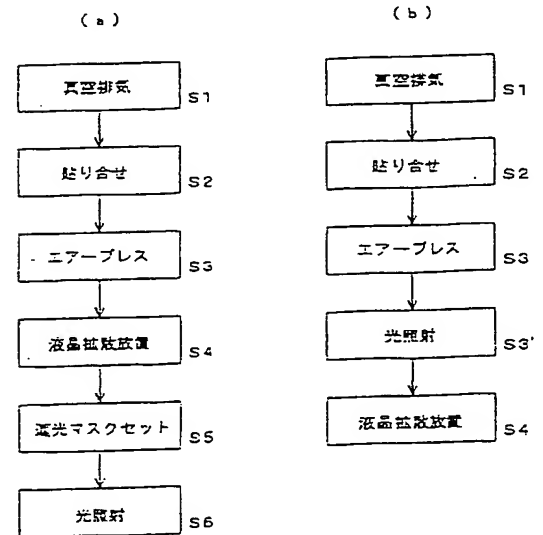 (a)
真空排気
S1
貼り合せ
S2
エアープレス
S3
液晶拡散放置
S4
遮光マスクセット
S5
光照射
S6
(b)
真空排気
S1
貼り合せ
S2
エアープレス
S3
光照射
S3'
液晶拡散放置
S4